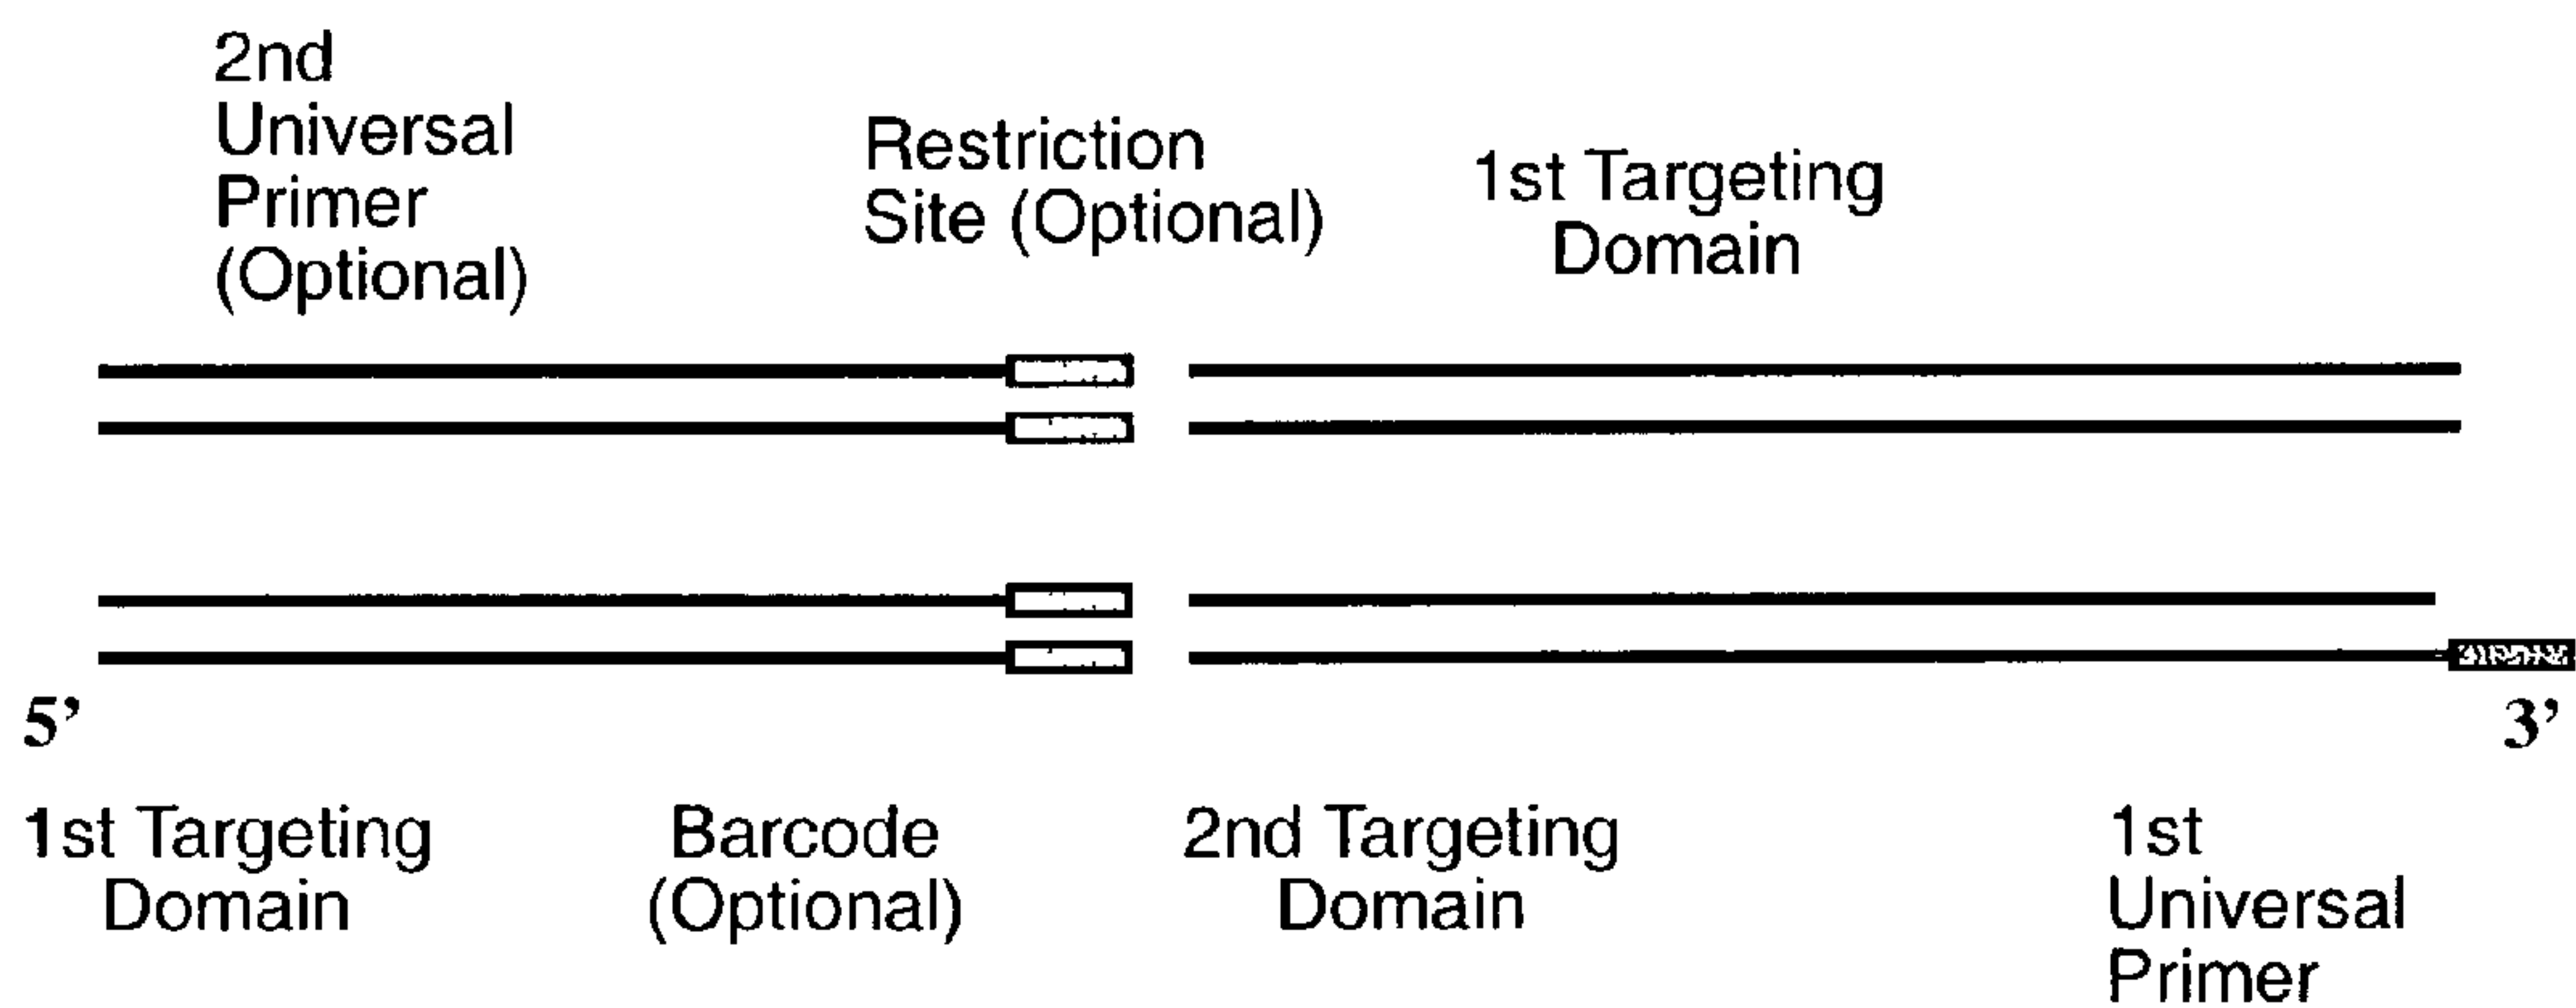 2nd
Universal
Primer
(Optional)
Restriction
Site (Optional)
1st Targeting
Domain
5’
3’
1st Targeting
Domain
Barcode
(Optional)
2nd Targeting
Domain
1st
Universal
Primer